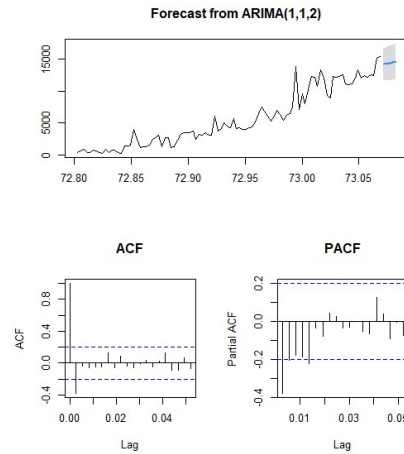 Forecast from ARIMA(1,1,2)
15000
5000
0
72.80 72.85 72.90 72.95 73.00 73.05
ACF PACF
ACF
0.8
0.4
0.0
-0.4
0.00 0.02 0.04
Lag
Partial ACF
0.2
0.0
-0.2
-0.4
0.01 0.03 0.05
Lag